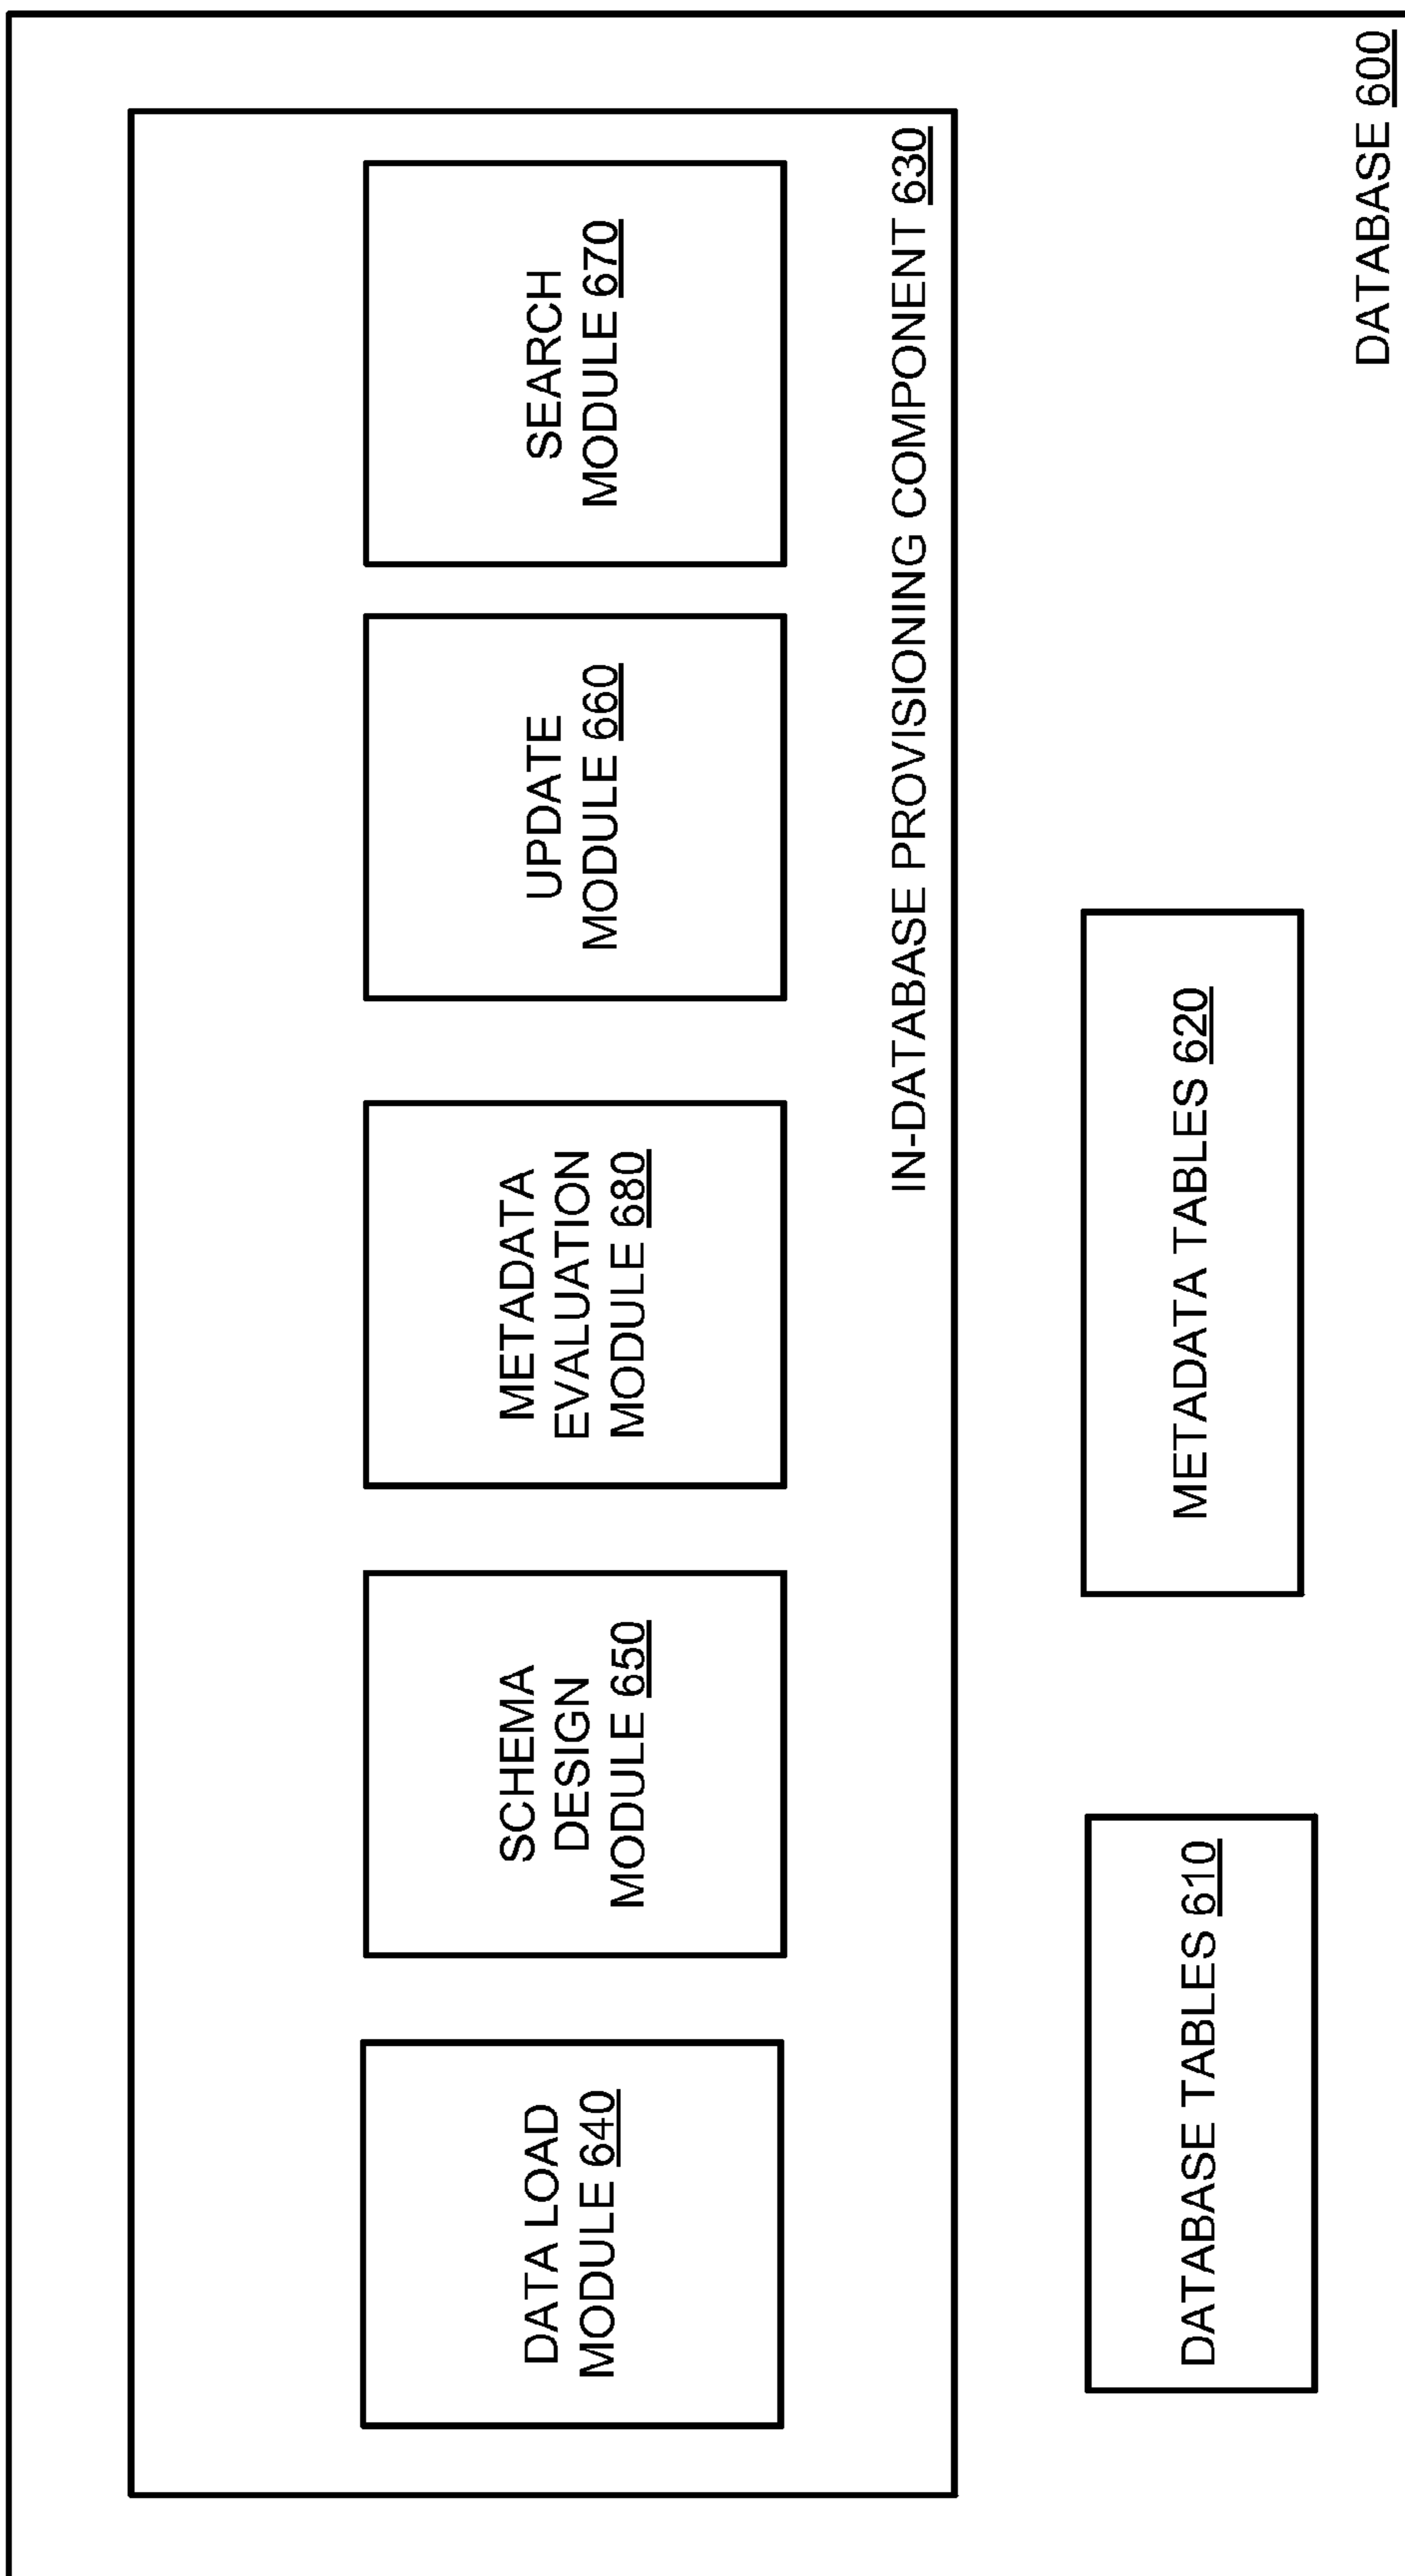 DATA LOAD
MODULE 640
SCHEMA
DESIGN
MODULE 650
METADATA
EVALUATION
MODULE 680
UPDATE
MODULE 660
SEARCH
MODULE 670
IN-DATABASE PROVISIONING COMPONENT 630
DATABASE TABLES 610
METADATA TABLES 620
DATABASE 600